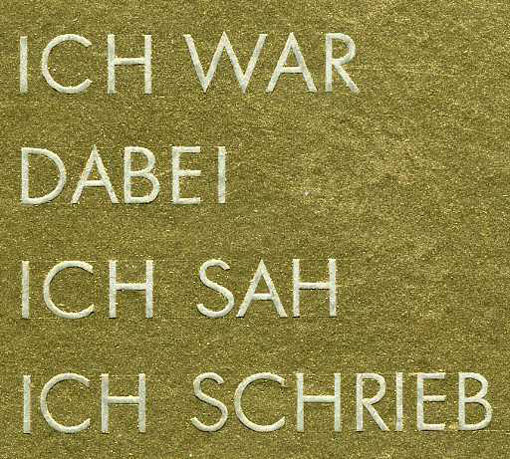 ICH WAR
DABEI
ICH SAH
ICH SCHRIEB